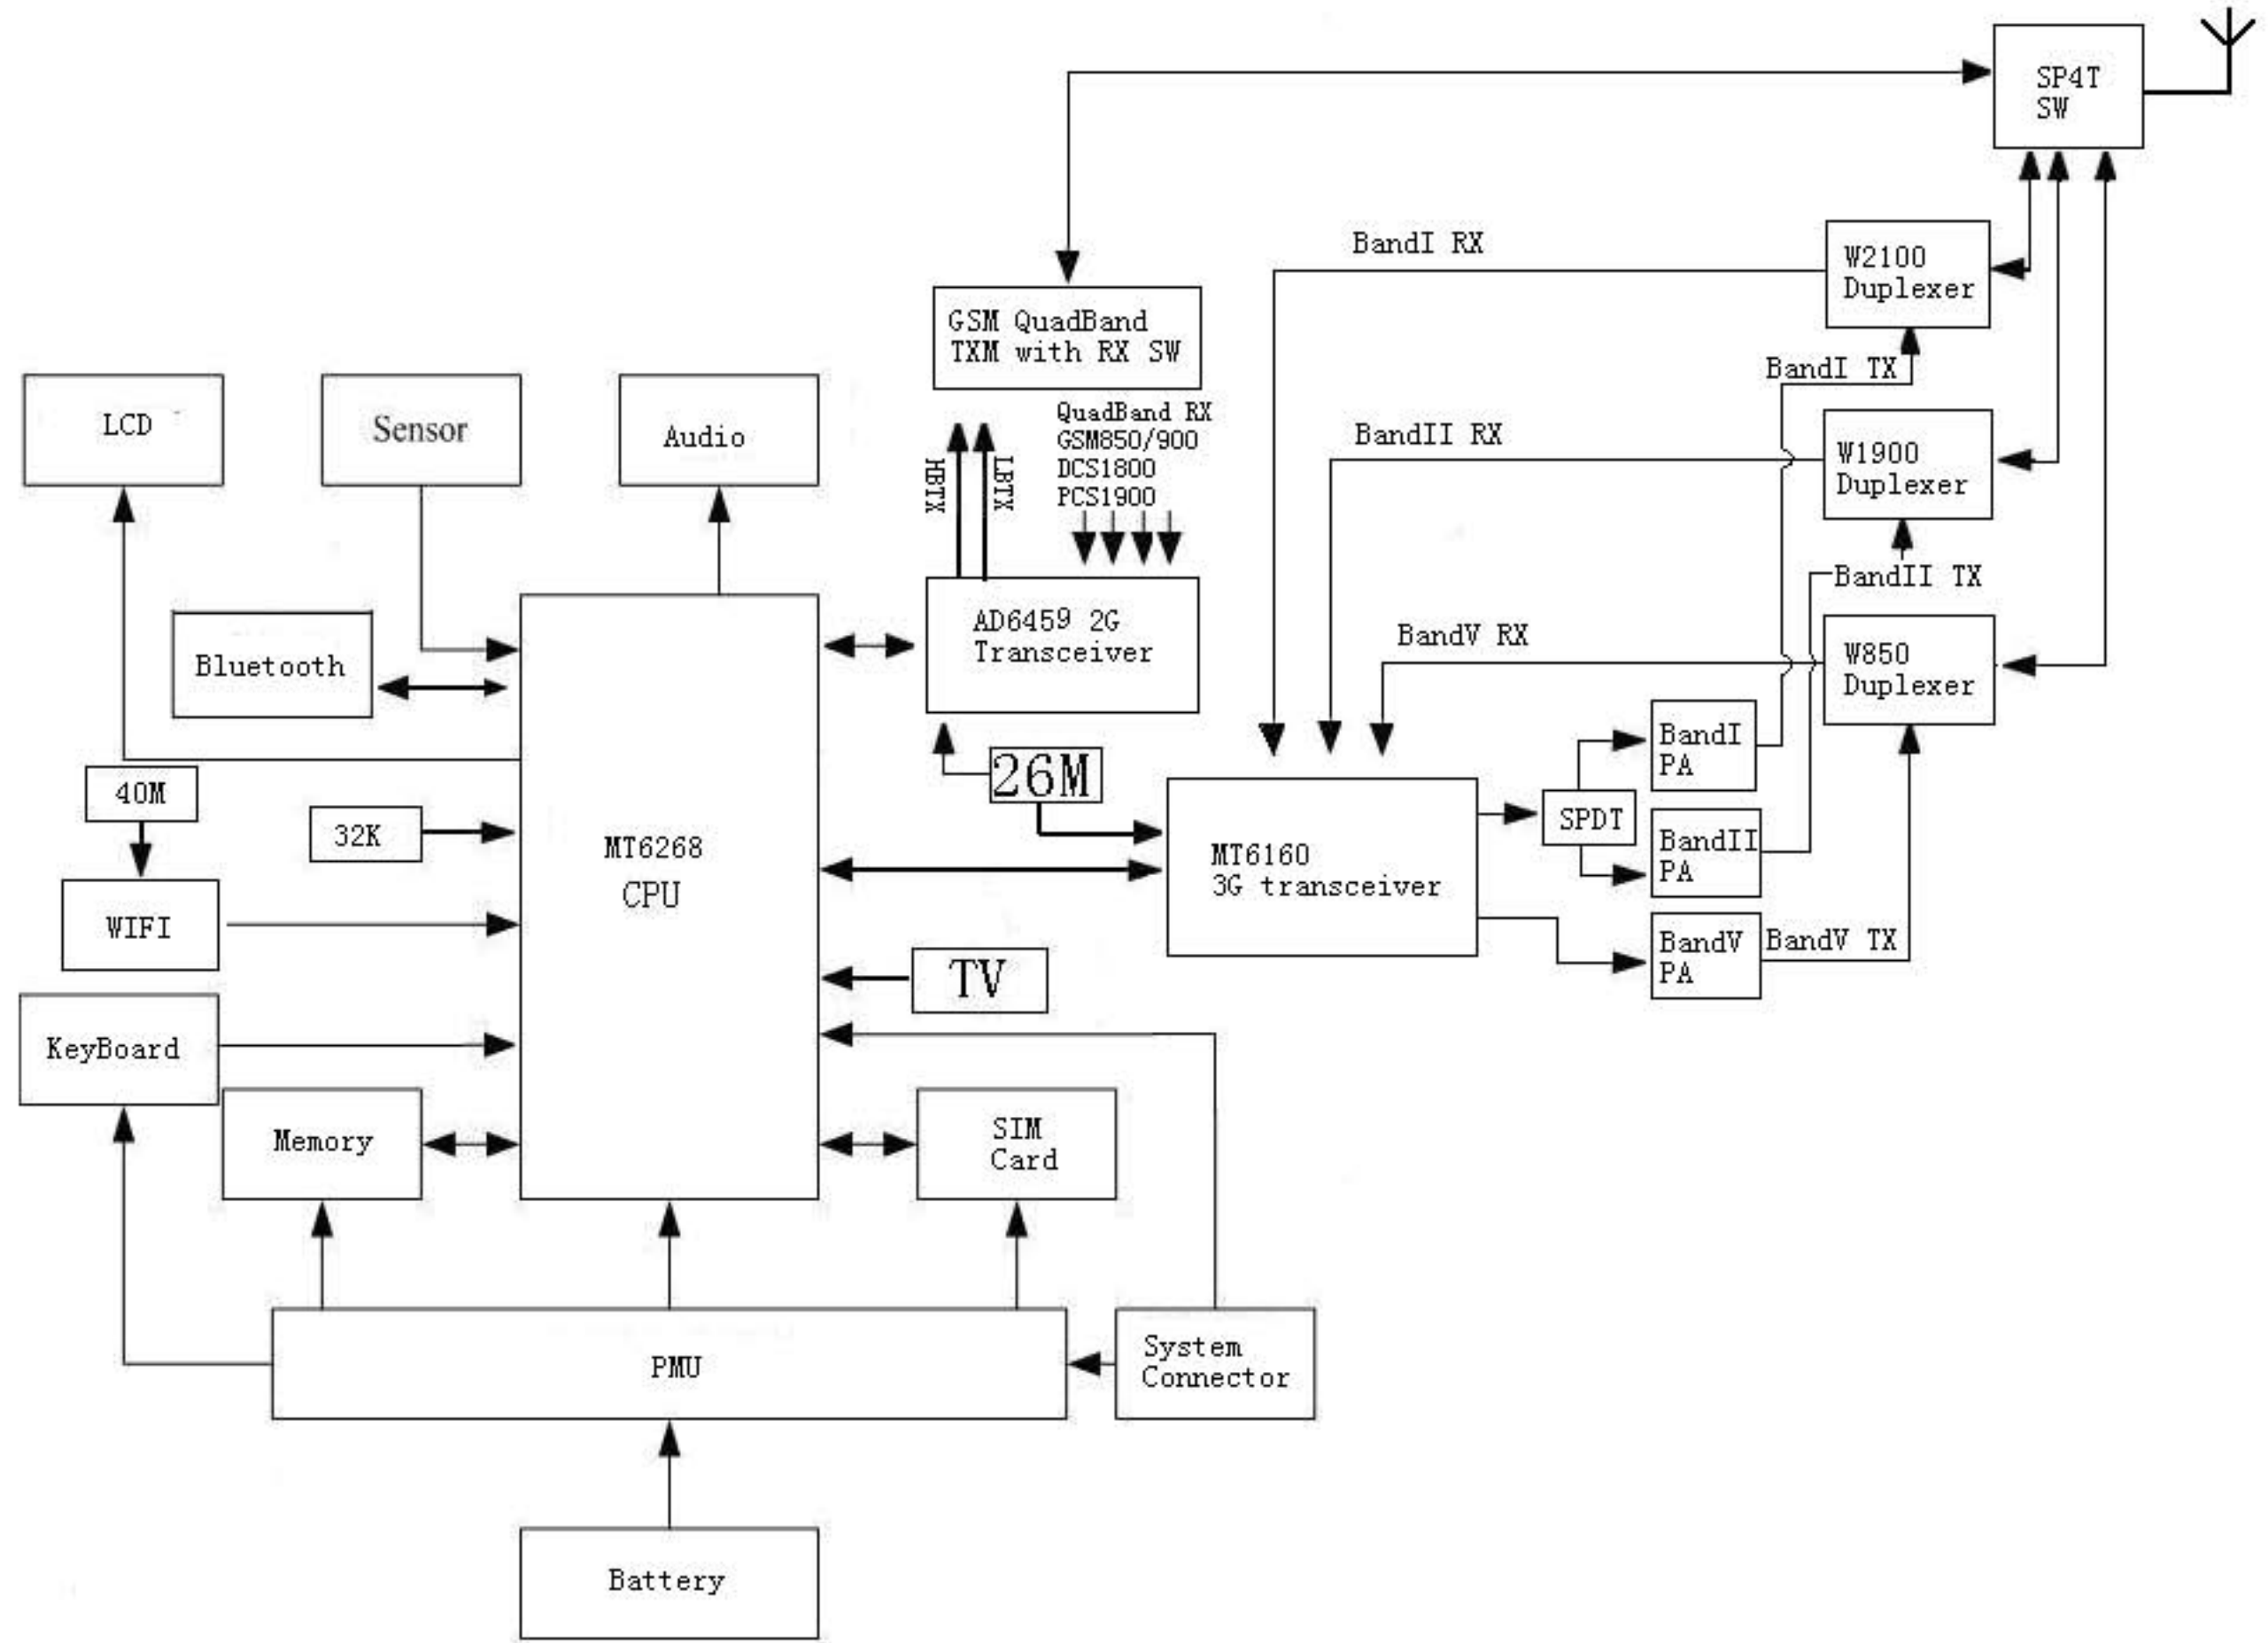 SP4T
SW
BandI RX
W2100
Duplexer
GSM QuadBand
TXM with RX SW
BandI TX
LCD
Sensor
Audio
QuadBand RX
GSM850/900
DCS1800
PCS1900
HBTX
LBTX
BandII RX
W1900
Duplexer
BandII TX
AD6459 2G
Transceiver
BandV RX
W850
Duplexer
Bluetooth
BandI
PA
40M
26M
32K
SPDT
MT6268
CPU
MT6160
3G transceiver
BandII
PA
WIFI
TV
BandV
PA
BandV TX
KeyBoard
Memory
SIM
Card
PMU
System
Connector
Battery